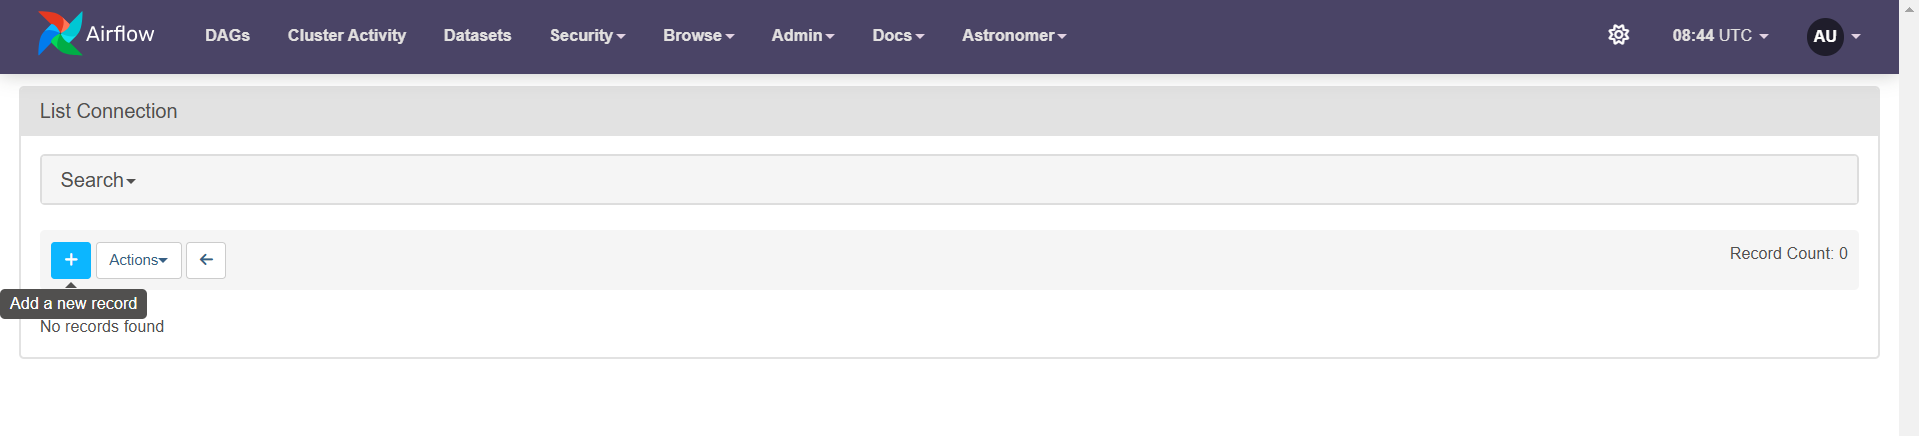 Airflow DAGs Cluster Activity Datasets Security Browse Admin Docs Astronomer 08:44 UTC AU
List Connection
Search
Actions Record Count: 0
Add a new record
No records found